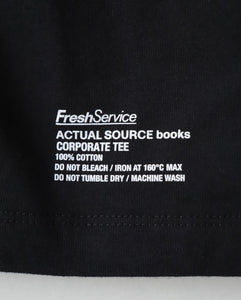 FreshService
ACTUAL SOURCE books
CORPORATE TEE
100% COTTON
DO NOT BLEACH / IRON AT 160°C MAX
DO NOT TUMBLE DRY / MACHINE WASH